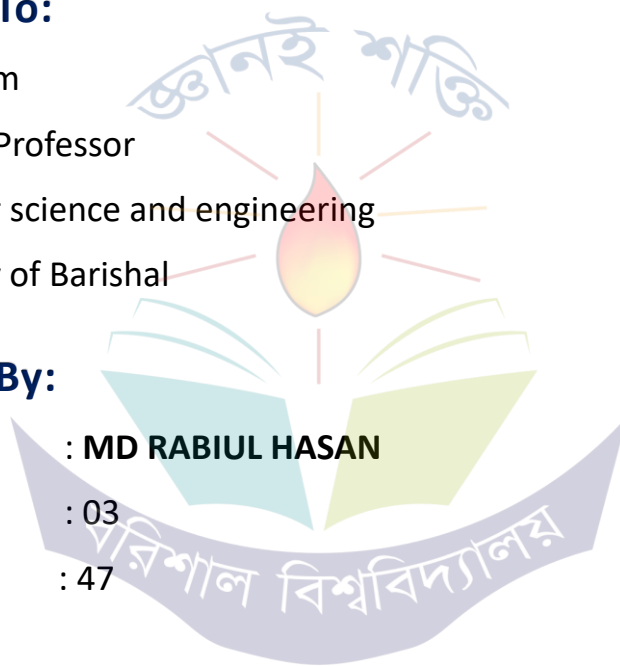 To:
জ্ঞানই শক্তি
m
Professor
science and engineering
of Barishal
By:
: MD RABIUL HASAN
: 03
: 47
বরিশাল বিশ্ববিদ্যালয়